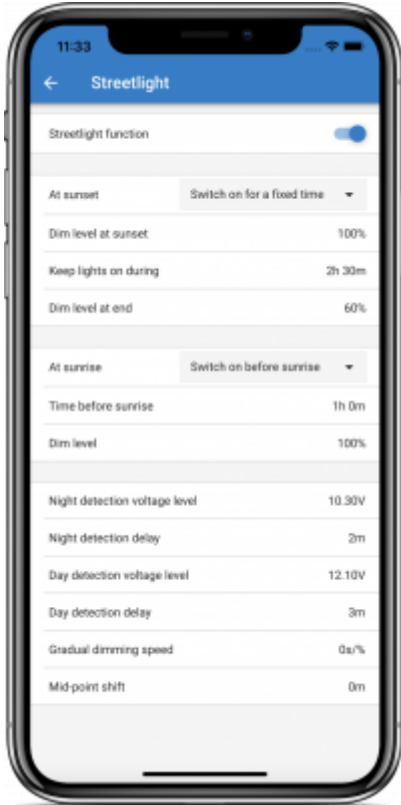 11:33
Streetlight
Streetlight function
At sunset Switch on for a fixed time
Dim level at sunset 100%
Keep lights on during 2h 30m
Dim level at end 60%
At sunrise Switch on before sunrise
Time before sunrise 1h 0m
Dim level 100%
Night detection voltage level 10.30V
Night detection delay 2m
Day detection voltage level 12.10V
Day detection delay 3m
Gradual dimming speed 0s/%
Mid-point shift 0m